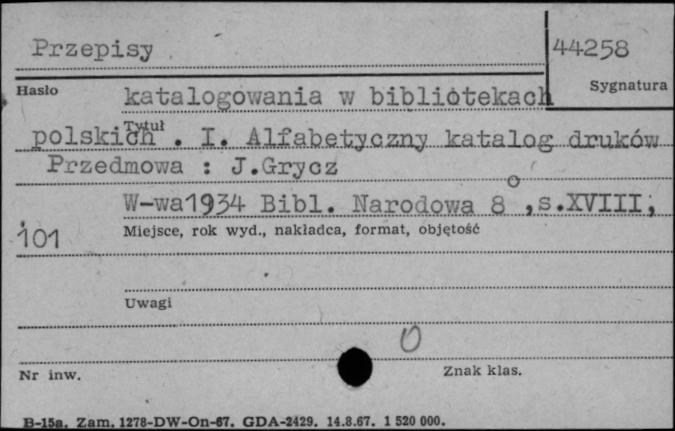 Przepisy 44258
Hasło Sygnatura
katalogowania w bibliotekach
Tytuł
polskich . I. Alfabetyczny katalog druków
Przedmowa : J.Grycz
W-wa1934 Bibl. Narodowa 8 o ,s.XVIII,
101 Miejsce, rok wyd., nakładca, format, objętość
Uwagi
0
Nr inw. Znak klas.
B-15a. Zam. 1278-DW-On-67. GDA-2429. 14.8.67. 1 520 000.